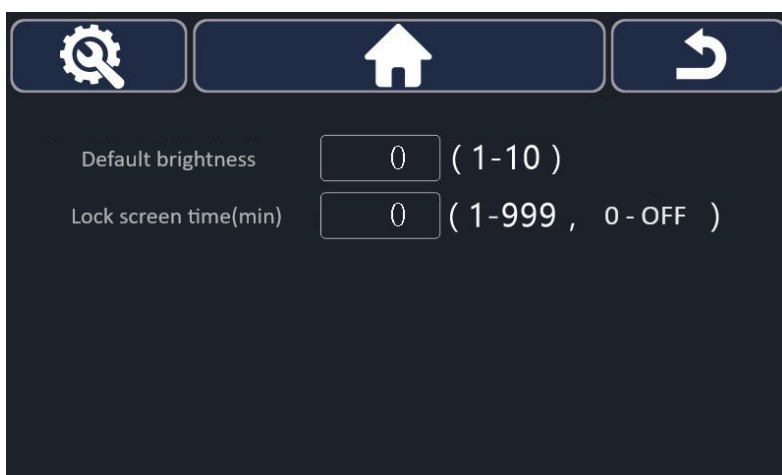 Default brightness 0 ( 1-10 )
Lock screen time(min) 0 ( 1-999 , 0 - OFF )